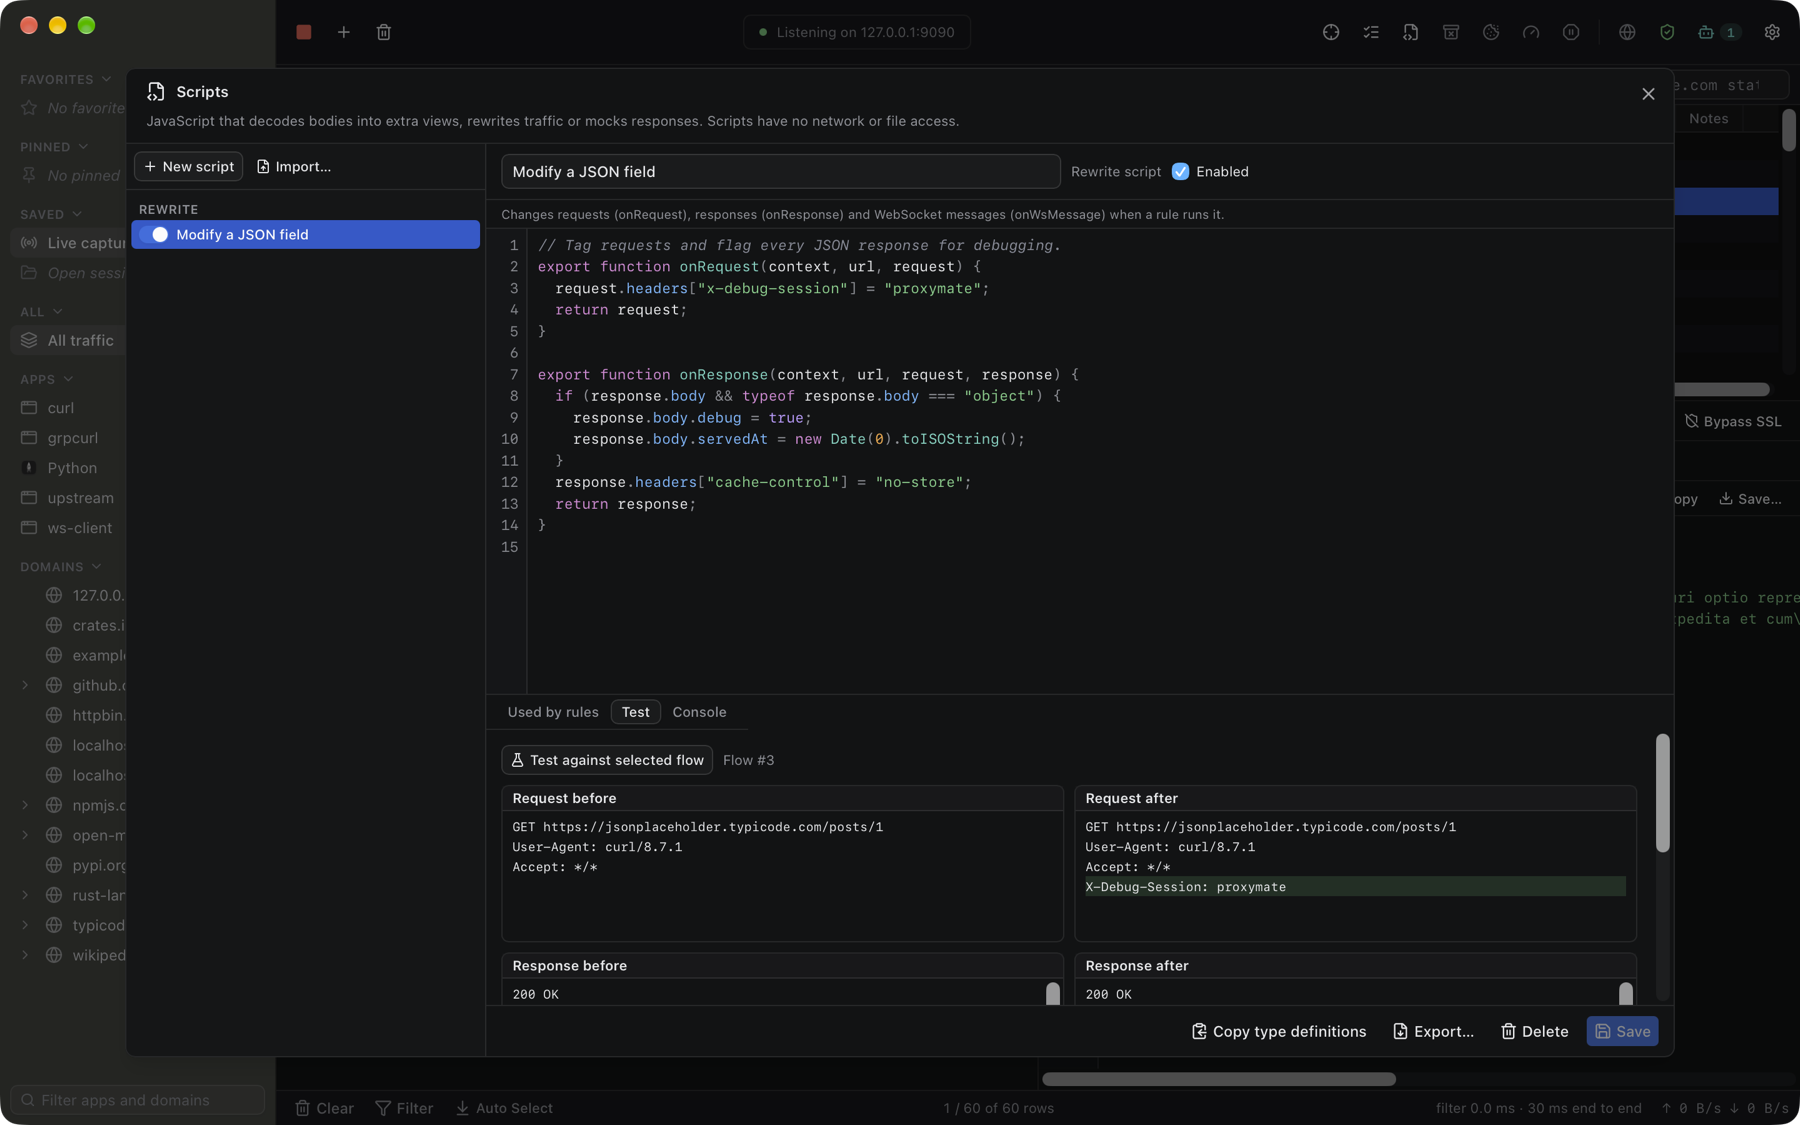 Listening on 127.0.0.1:9090
1
FAVORITES
No favorite
PINNED
No pinned
SAVED
Live captur
Open sessi
ALL
All traffic
APPS
curl
grpcurl
Python
upstream
ws-client
DOMAINS
127.0.0.
crates.i
example
github.c
httpbin.
localhos
localhos
npmjs.c
open-m
pypi.org
rust-lan
typicod
wikiped
Filter apps and domains
Scripts
JavaScript that decodes bodies into extra views, rewrites traffic or mocks responses. Scripts have no network or file access.
New script
Import...
REWRITE
Modify a JSON field
Modify a JSON field
Rewrite script
Enabled
Changes requests (onRequest), responses (onResponse) and WebSocket messages (onWsMessage) when a rule runs it.
1 // Tag requests and flag every JSON response for debugging.
2 export function onRequest(context, url, request) {
3 request.headers["x-debug-session"] = "proxymate";
4 return request;
5 }
6
7 export function onResponse(context, url, request, response) {
8 if (response.body && typeof response.body === "object") {
9 response.body.debug = true;
10 response.body.servedAt = new Date(0).toISOString();
11 }
12 response.headers["cache-control"] = "no-store";
13 return response;
14 }
15
Used by rules
Test
Console
Test against selected flow
Flow #3
Request before
GET https://jsonplaceholder.typicode.com/posts/1
User-Agent: curl/8.7.1
Accept: */*
Request after
GET https://jsonplaceholder.typicode.com/posts/1
User-Agent: curl/8.7.1
Accept: */*
X-Debug-Session: proxymate
Response before
200 OK
Response after
200 OK
Copy type definitions
Export...
Delete
Save
e.com stat
Notes
Bypass SSL
opy
Save...
uri optio repre
pedita et cum\
Clear
Filter
Auto Select
1 / 60 of 60 rows
filter 0.0 ms · 30 ms end to end
↑ 0 B/s ↓ 0 B/s